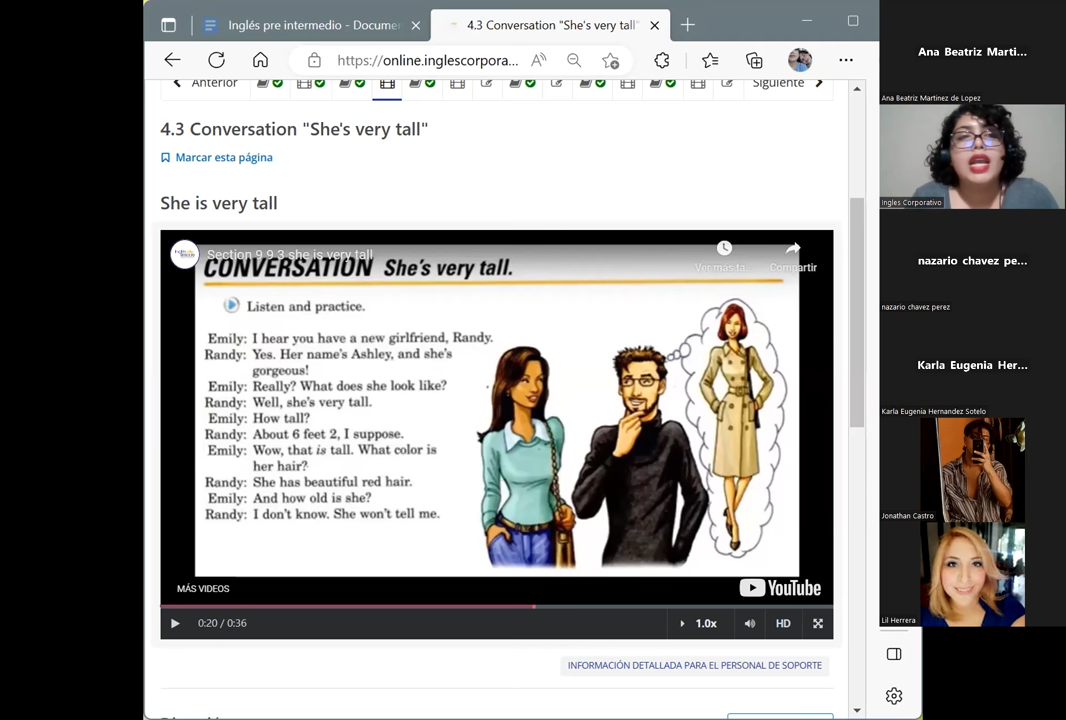 Inglés pre intermedio - Docume
4.3 Conversation "She's very tall"
https://online.inglescorpora...
Anterior
Siguiente
4.3 Conversation "She's very tall"
Marcar esta página
She is very tall
Section 9 9 3 she is very tall
Ver más ta
Compartir
CONVERSATION She's very tall.
Listen and practice.
Emily: I hear you have a new girlfriend, Randy.
Randy: Yes. Her name's Ashley, and she's
gorgeous!
Emily: Really? What does she look like?
Randy: Well, she's very tall.
Emily: How tall?
Randy: About 6 feet 2, I suppose.
Emily: Wow, that is tall. What color is
her hair?
Randy: She has beautiful red hair.
Emily: And how old is she?
Randy: I don't know. She won't tell me.
MÁS VIDEOS
YouTube
0:20 / 0:36
1.0x
HD
INFORMACIÓN DETALLADA PARA EL PERSONAL DE SOPORTE
Ana Beatriz Marti...
Ana Beatriz Martinez de Lopez
Ingles Corporativo
nazario chavez pe...
nazario chavez perez
Karla Eugenia Her...
Karla Eugenia Hernandez Sotelo
Jonathan Castro
Lil Herrera